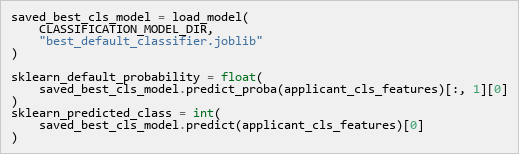 saved_best_cls_model = load_model(
    CLASSIFICATION_MODEL_DIR,
    "best_default_classifier.joblib"
)

sklearn_default_probability = float(
    saved_best_cls_model.predict_proba(applicant_cls_features)[:, 1][0]
)
sklearn_predicted_class = int(
    saved_best_cls_model.predict(applicant_cls_features)[0]
)